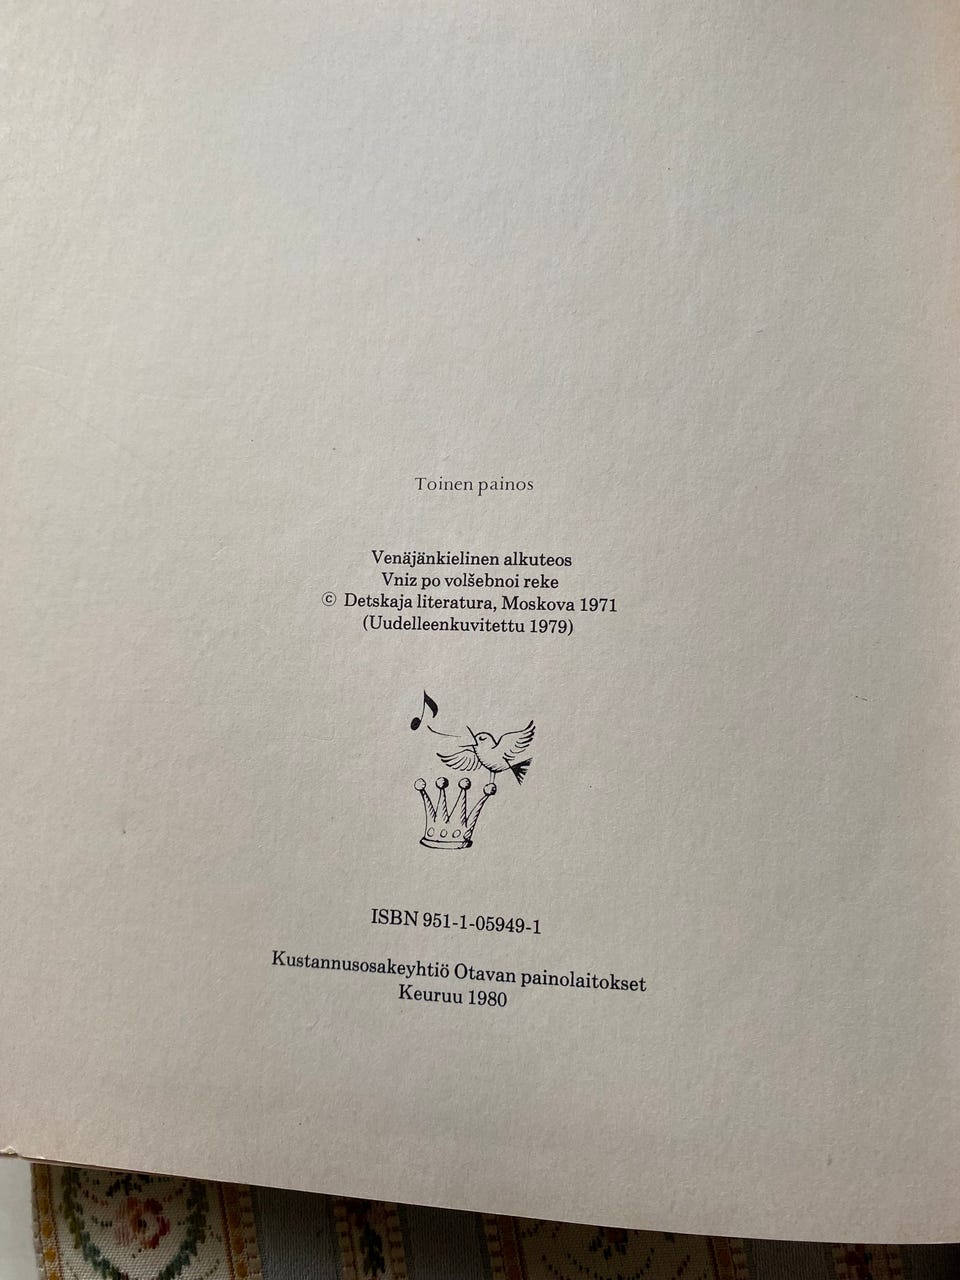 Toinen painos
Venäjänkielinen alkuteos
Vniz po volšebnoi reke
© Detskaja literatura, Moskova 1971
(Uudelleenkuvitettu 1979)
ISBN 951-1-05949-1
Kustannusosakeyhtiö Otavan painolaitokset
Keuruu 1980